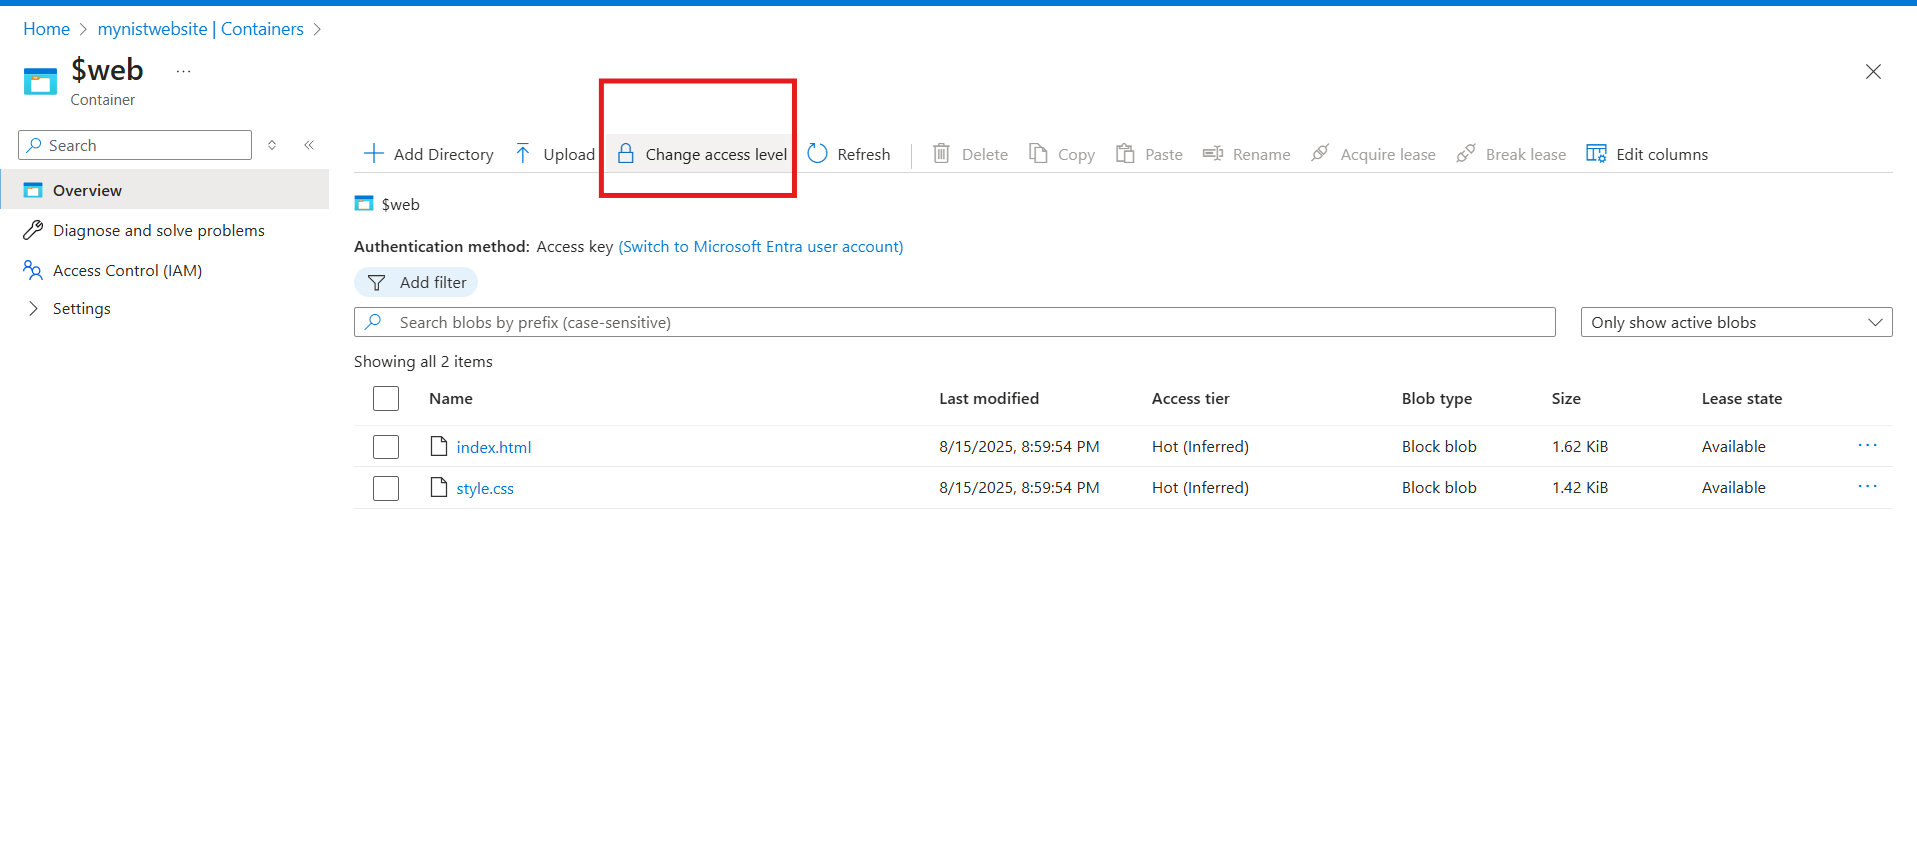 Home > mynistwebsite | Containers >
$web ...
Container
Search
Add Directory Upload Change access level Refresh Delete Copy Paste Rename Acquire lease Break lease Edit columns
Overview
Diagnose and solve problems
Access Control (IAM)
Settings
$web
Authentication method: Access key (Switch to Microsoft Entra user account)
Add filter
Search blobs by prefix (case-sensitive) Only show active blobs
Showing all 2 items
Name Last modified Access tier Blob type Size Lease state
index.html 8/15/2025, 8:59:54 PM Hot (Inferred) Block blob 1.62 KiB Available ...
style.css 8/15/2025, 8:59:54 PM Hot (Inferred) Block blob 1.42 KiB Available ...